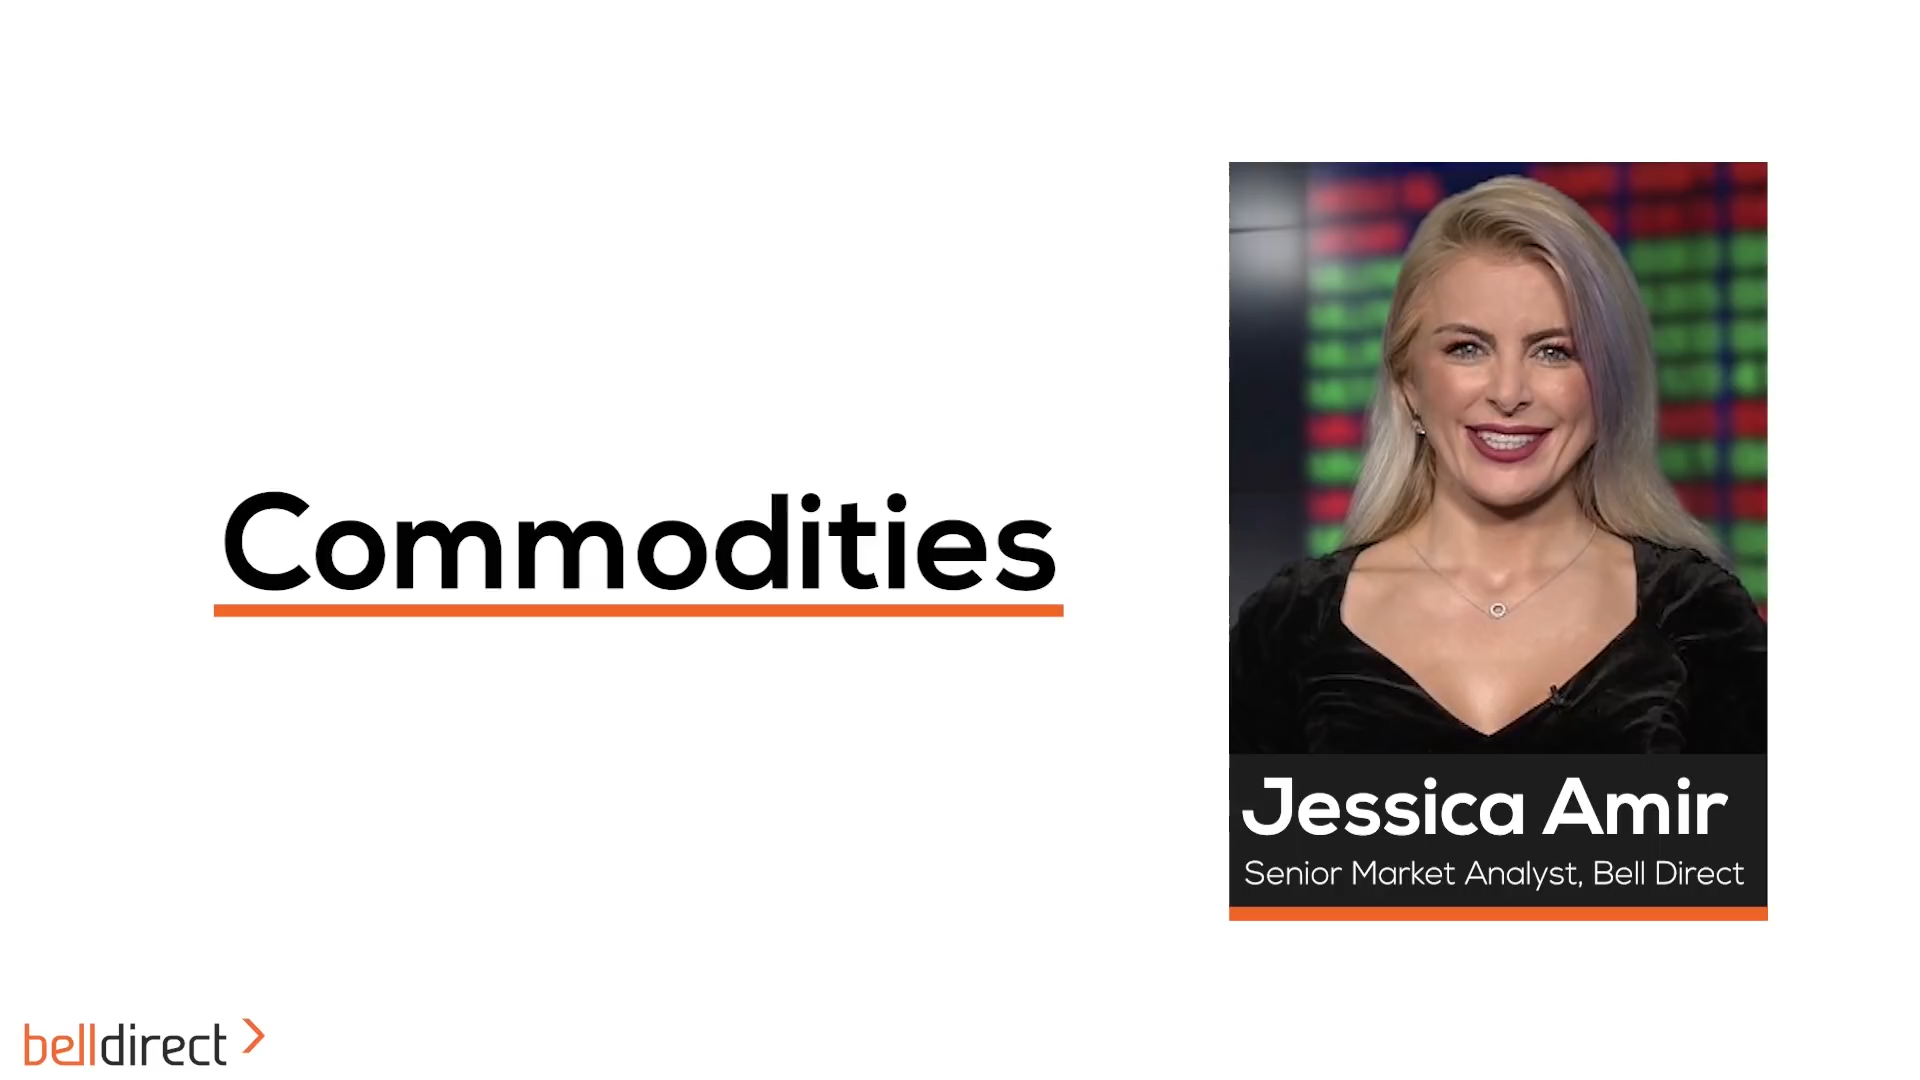 Commodities
Jessica Amir
Senior Market Analyst, Bell Direct
belldirect